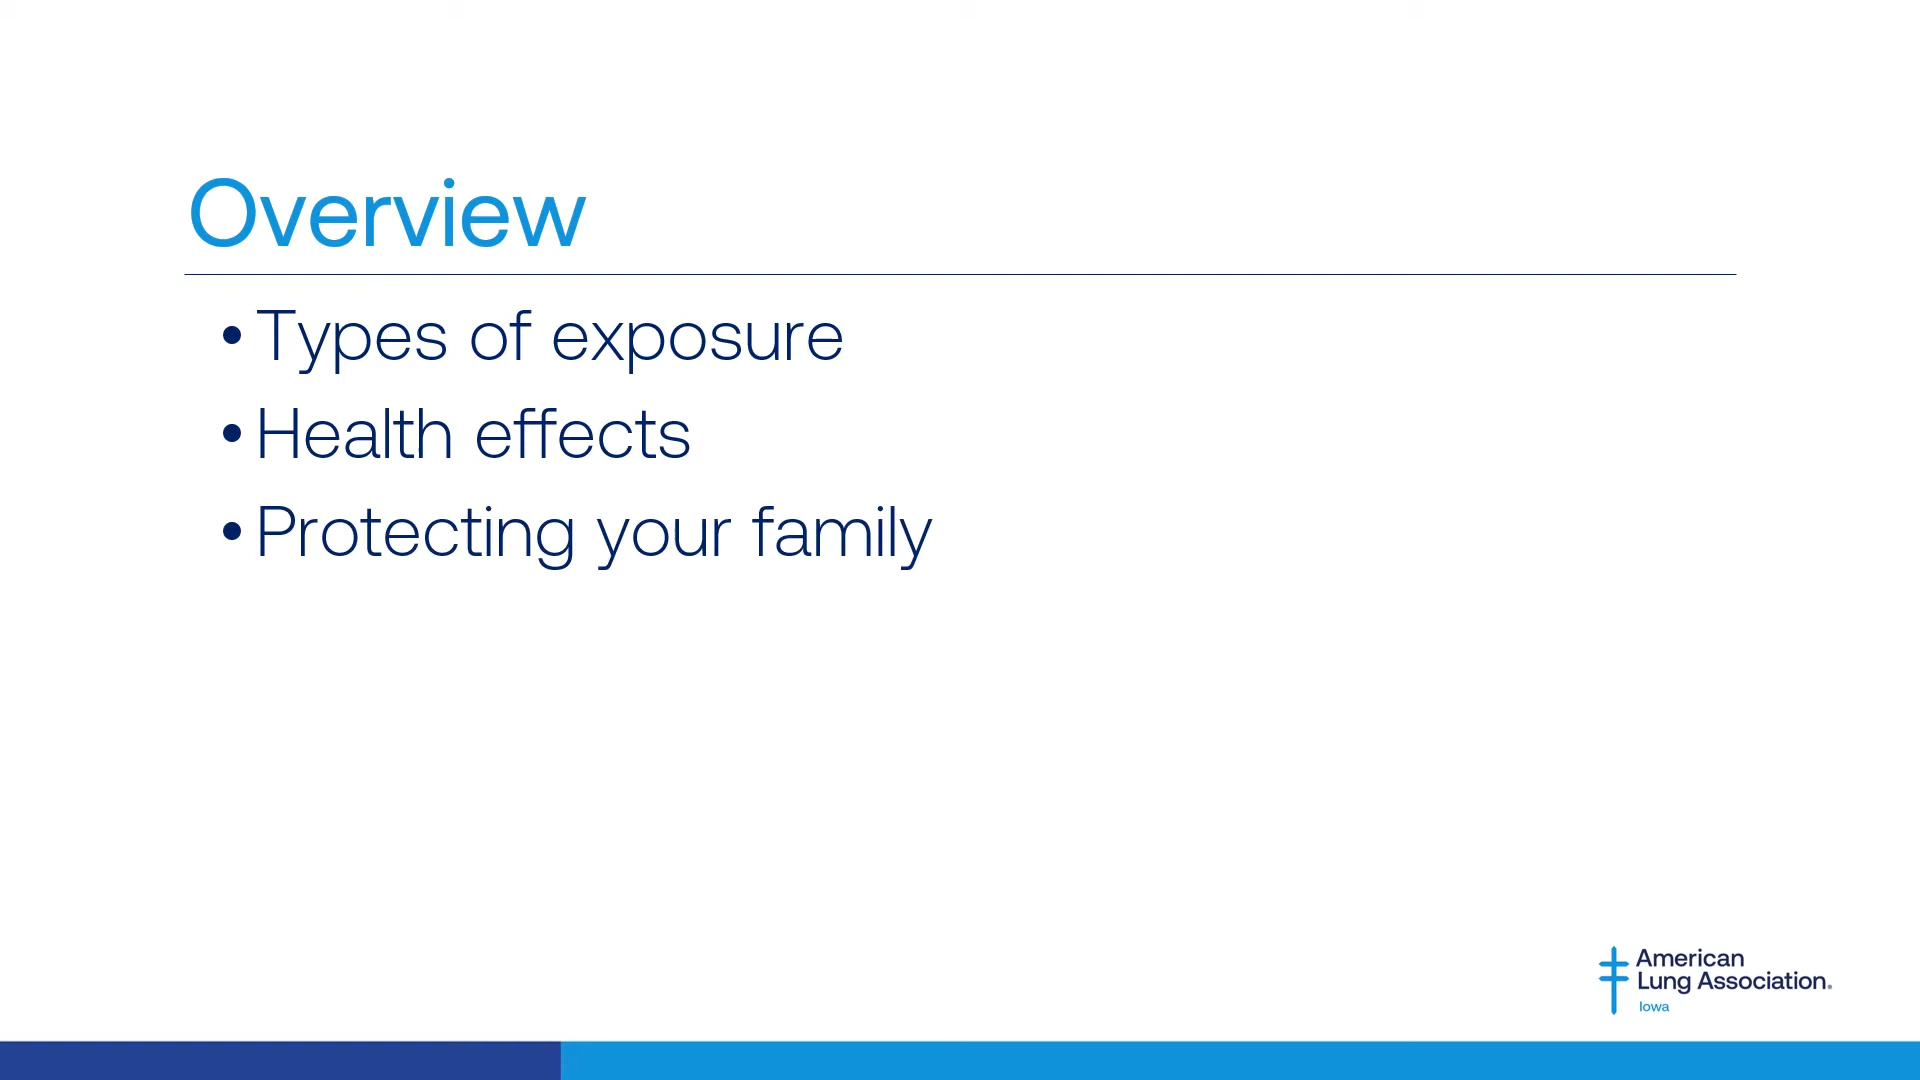 Overview
• Types of exposure
• Health effects
• Protecting your family
American
Lung Association.
Iowa